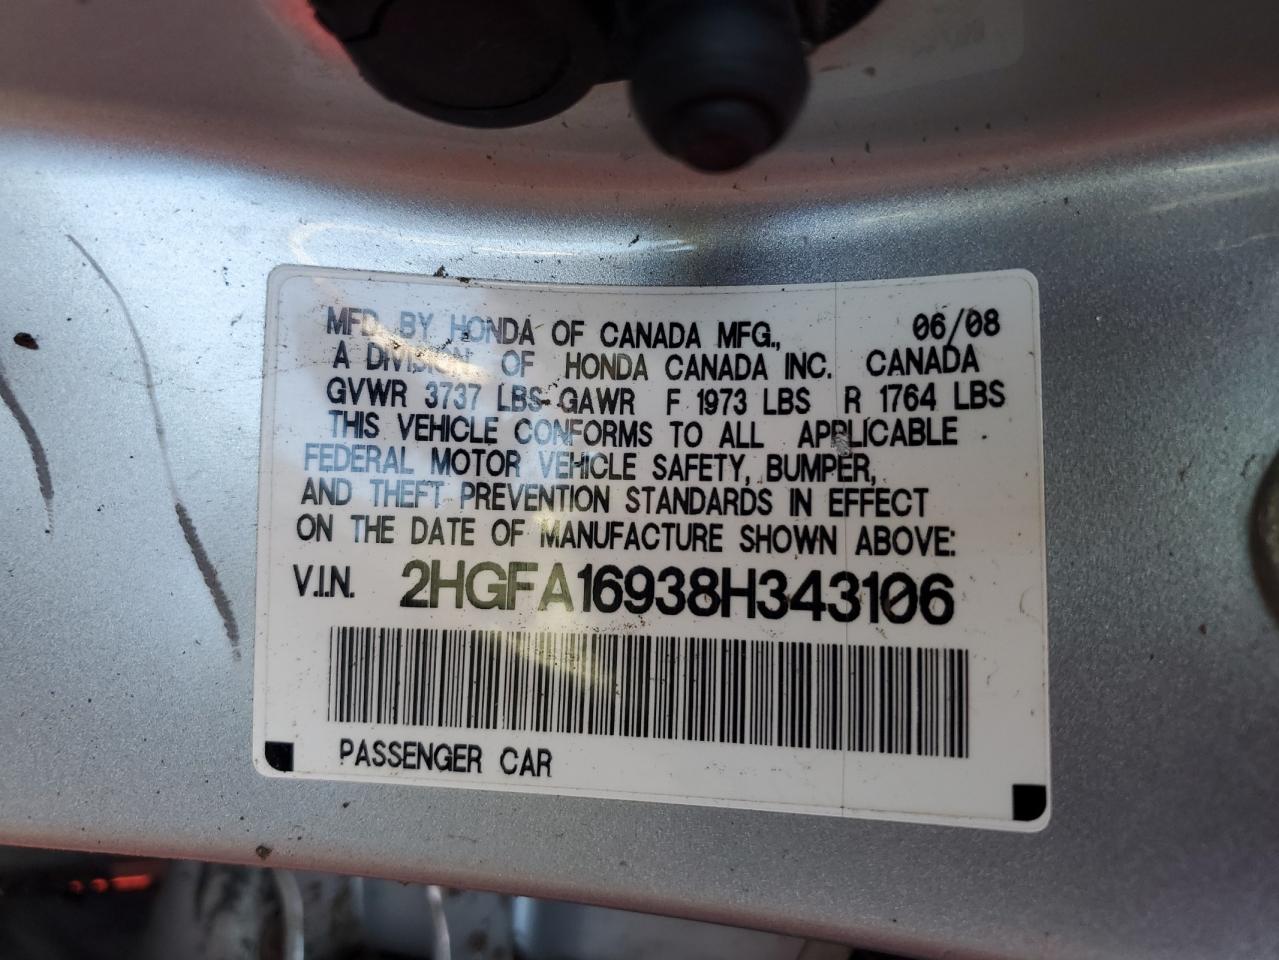 MFD. BY HONDA OF CANADA MFG., 06/08
A DIVISION OF HONDA CANADA INC. CANADA
GVWR 3737 LBS-GAWR F 1973 LBS R 1764 LBS
THIS VEHICLE CONFORMS TO ALL APPLICABLE
FEDERAL MOTOR VEHICLE SAFETY, BUMPER,
AND THEFT PREVENTION STANDARDS IN EFFECT
ON THE DATE OF MANUFACTURE SHOWN ABOVE:
V.I.N. 2HGFA16938H343106
PASSENGER CAR